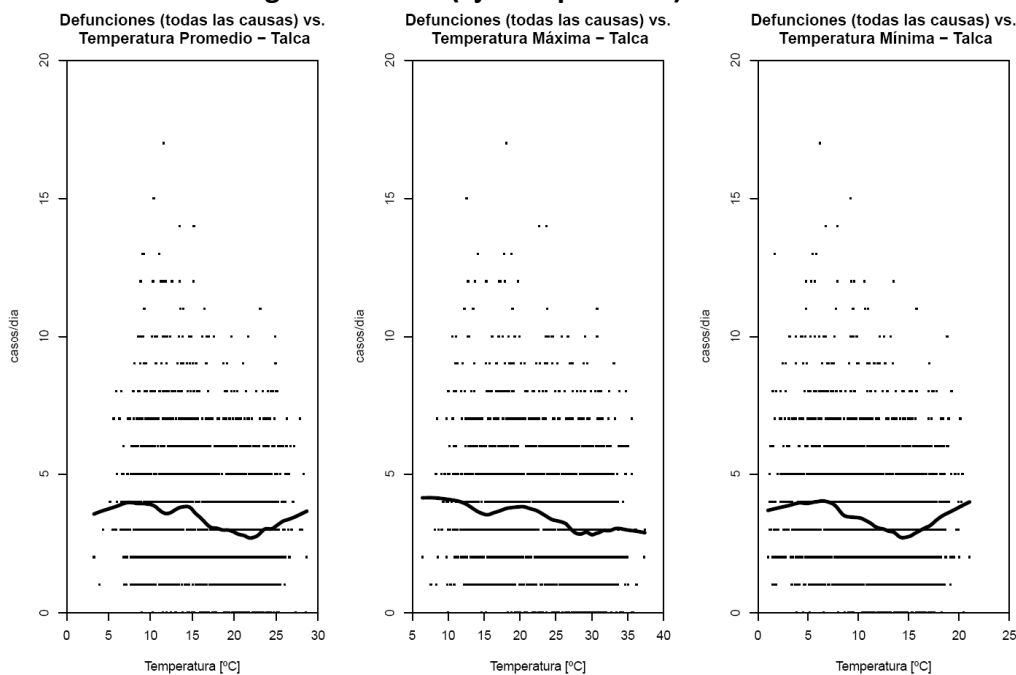 Defunciones (todas las causas) vs.
Temperatura Promedio − Talca
Defunciones (todas las causas) vs.
Temperatura Máxima − Talca
Defunciones (todas las causas) vs.
Temperatura Mínima − Talca
casos/dia
20
15
10
5
0
0 5 10 15 20 25 30
Temperatura [ºC]
casos/dia
20
15
10
5
0
5 10 15 20 25 30 35 40
Temperatura [ºC]
casos/dia
20
15
10
5
0
0 5 10 15 20 25
Temperatura [ºC]